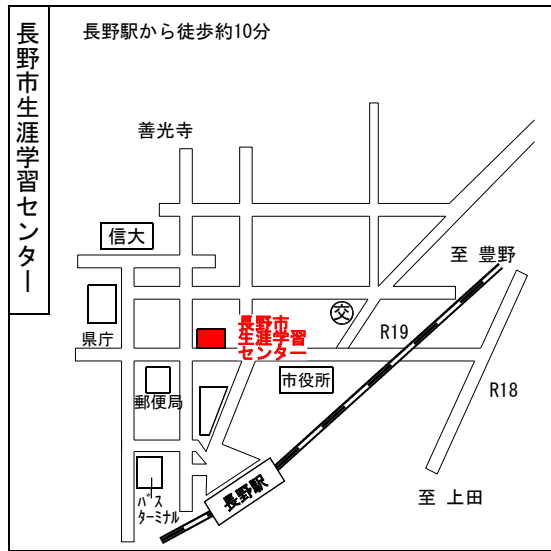 長野市生涯学習センター
長野駅から徒歩約10分
善光寺
信大
至 豊野
交
長野市
生涯学習
センター
R19
県庁
市役所
R18
郵便局
長野駅
至 上田
バス
ターミナル